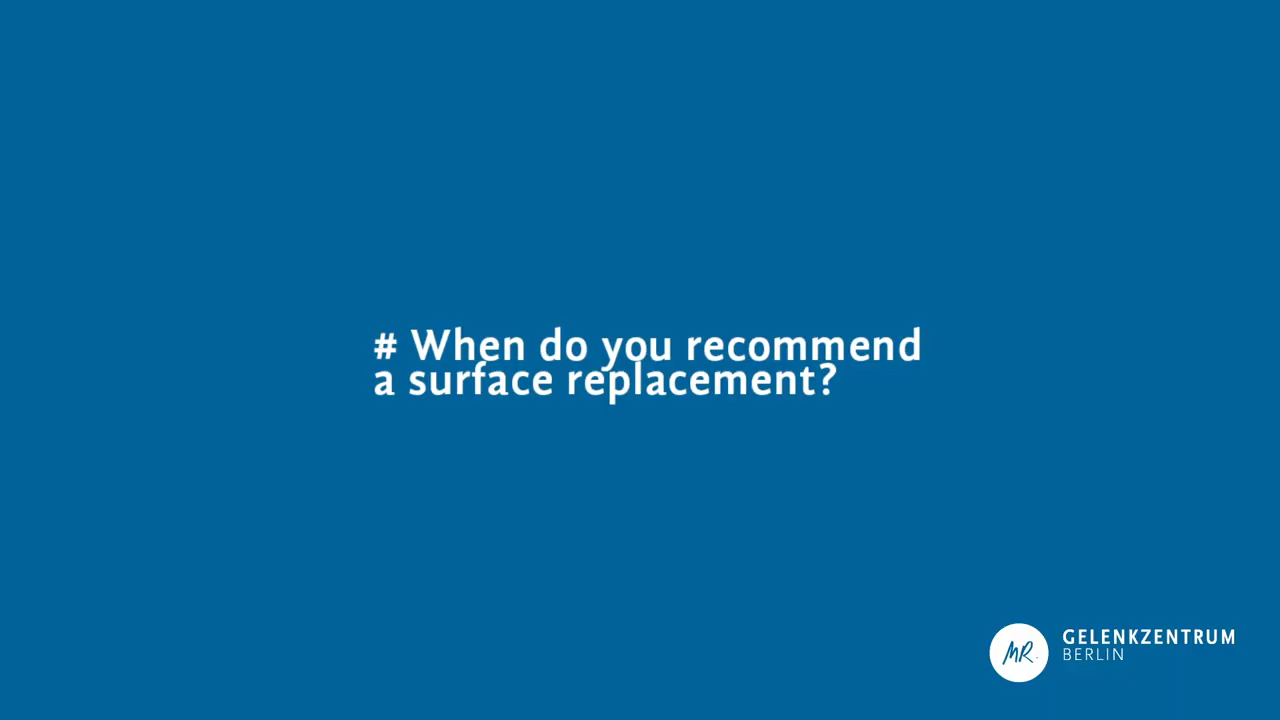 # When do you recommend
a surface replacement?
MR.
GELENKZENTRUM
BERLIN